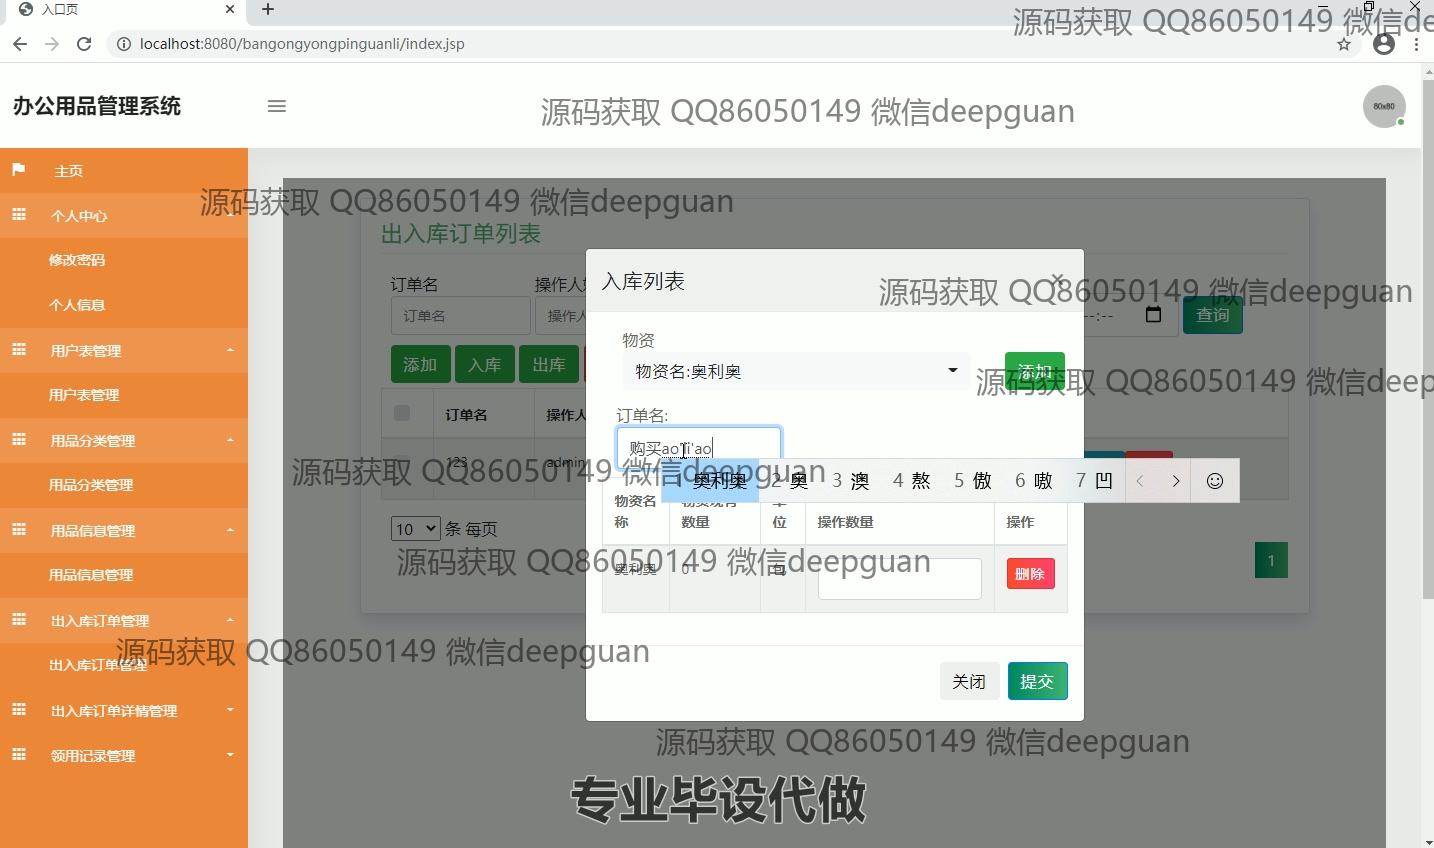 入口页
localhost:8080/bangongyongpinguanli/index.jsp
源码获取 QQ86050149 微信de
办公用品管理系统
源码获取 QQ86050149 微信deepguan
80x80
主页
个人中心
源码获取 QQ86050149 微信deepguan
修改密码
个人信息
用户表管理
用户表管理
用品分类管理
用品分类管理
用品信息管理
用品信息管理
出入库订单管理
出入库订单管理
出入库订单详情管理
领用记录管理
出入库订单列表
订单名
操作人
订单名
操作人
查询
添加
入库
出库
订单名
操作人
123
admin
10 条 每页
1
入库列表
×
源码获取 QQ86050149 微信deepguan
物资
物资名:奥利奥
添加
源码获取 QQ86050149 微信deep
订单名:
购买ao'li'ao
1 奥利奥 2 奥 3 澳 4 熬 5 傲 6 嗷 7 凹
源码获取 QQ86050149 微信deepguan
物资名称
物资现有数量
单位
操作数量
操作
源码获取 QQ86050149 微信deepguan
奥利奥
0
包
删除
源码获取 QQ86050149 微信deepguan
关闭
提交
源码获取 QQ86050149 微信deepguan
专业毕设代做